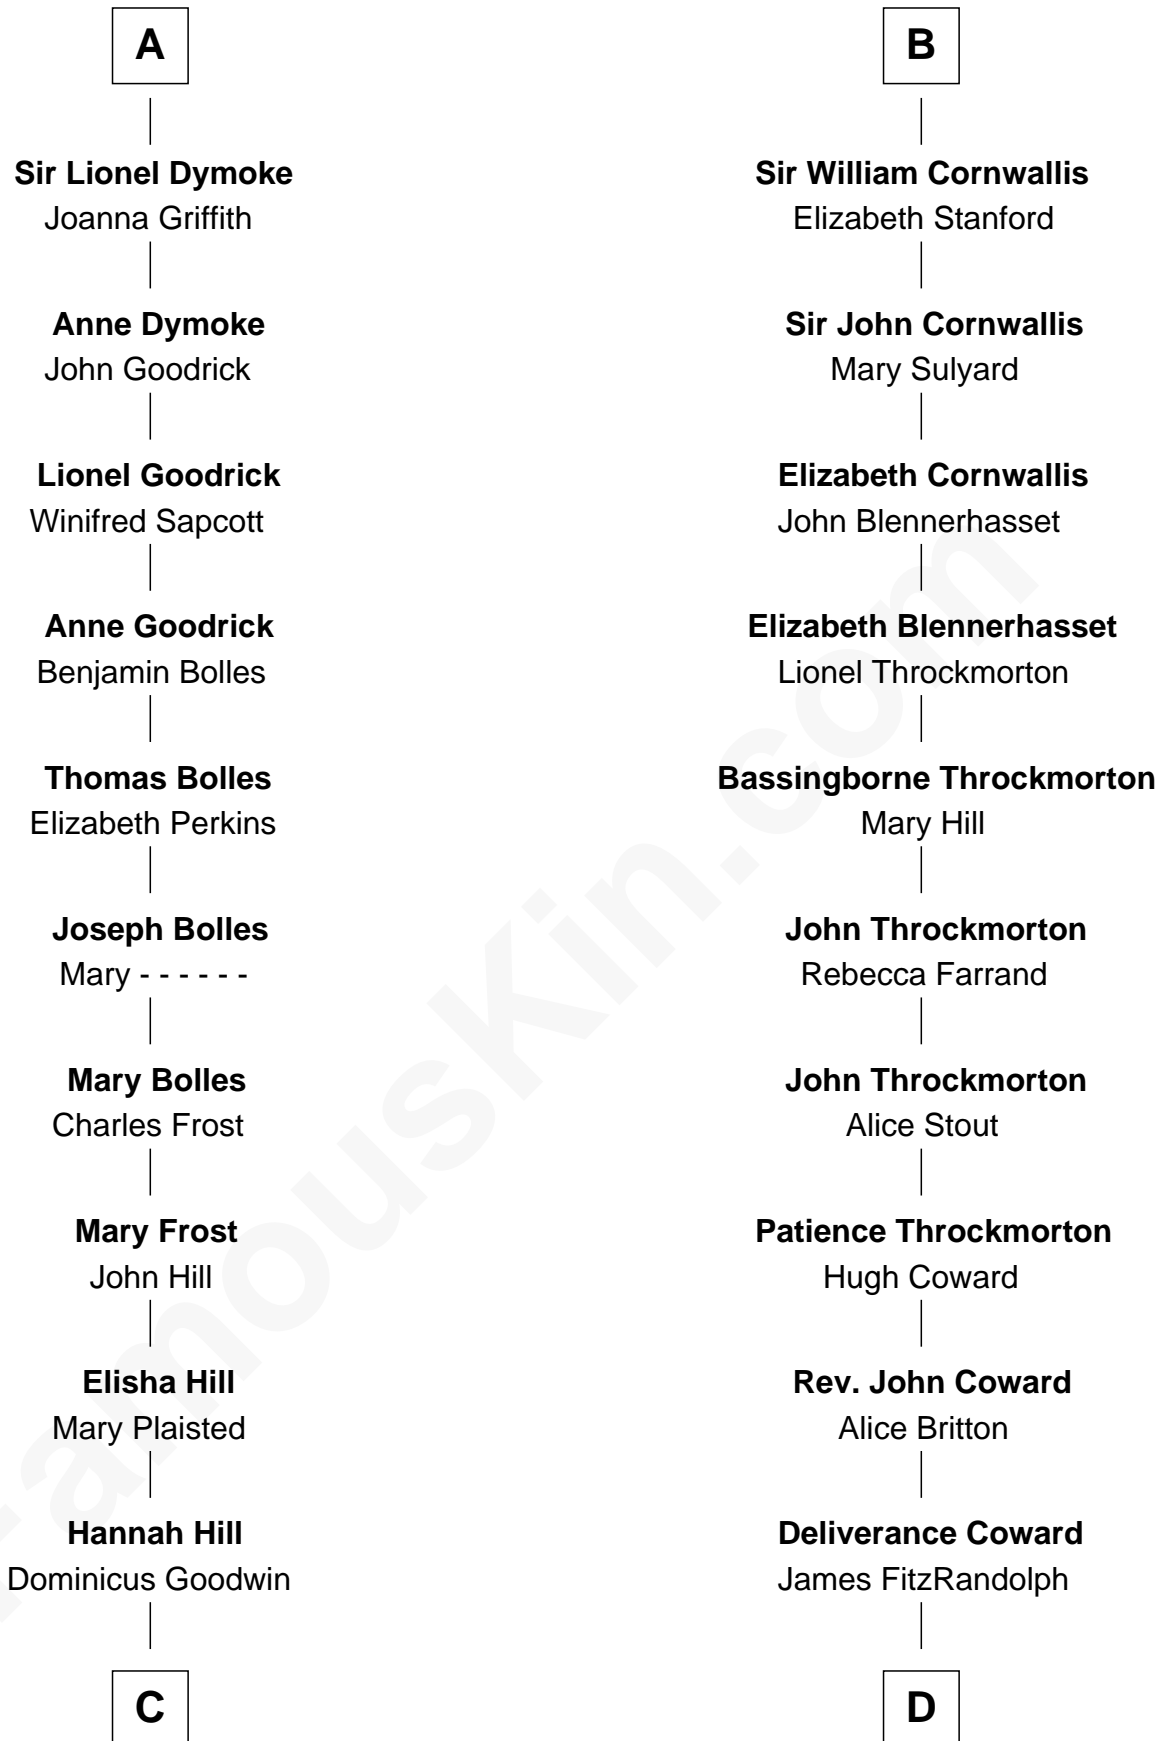 A
Sir Lionel Dymoke
Joanna Griffith
Anne Dymoke
John Goodrick
Lionel Goodrick
Winifred Sapcott
Anne Goodrick
Benjamin Bolles
Thomas Bolles
Elizabeth Perkins
Joseph Bolles
Mary - - - - - -
Mary Bolles
Charles Frost
Mary Frost
John Hill
Elisha Hill
Mary Plaisted
Hannah Hill
Dominicus Goodwin
C
B
Sir William Cornwallis
Elizabeth Stanford
Sir John Cornwallis
Mary Sulyard
Elizabeth Cornwallis
John Blennerhasset
Elizabeth Blennerhasset
Lionel Throckmorton
Bassingborne Throckmorton
Mary Hill
John Throckmorton
Rebecca Farrand
John Throckmorton
Alice Stout
Patience Throckmorton
Hugh Coward
Rev. John Coward
Alice Britton
Deliverance Coward
James FitzRandolph
D
FamousKin.com